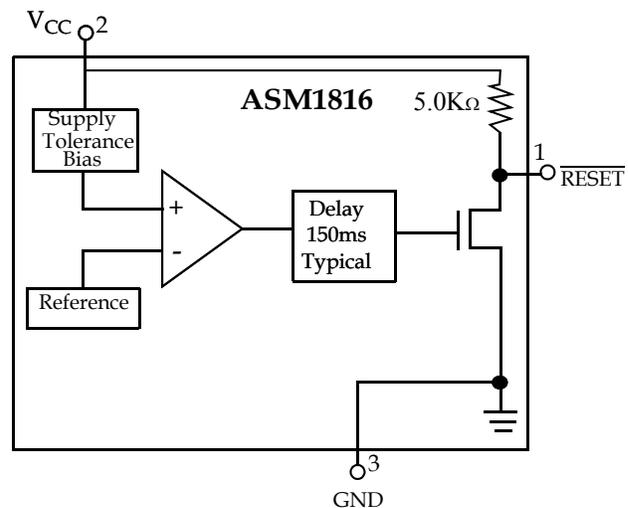 VCC 2
ASM1816
5.0KΩ
Supply
Tolerance
Bias
1
RESET
+
-
Delay
150ms
Typical
Reference
3
GND